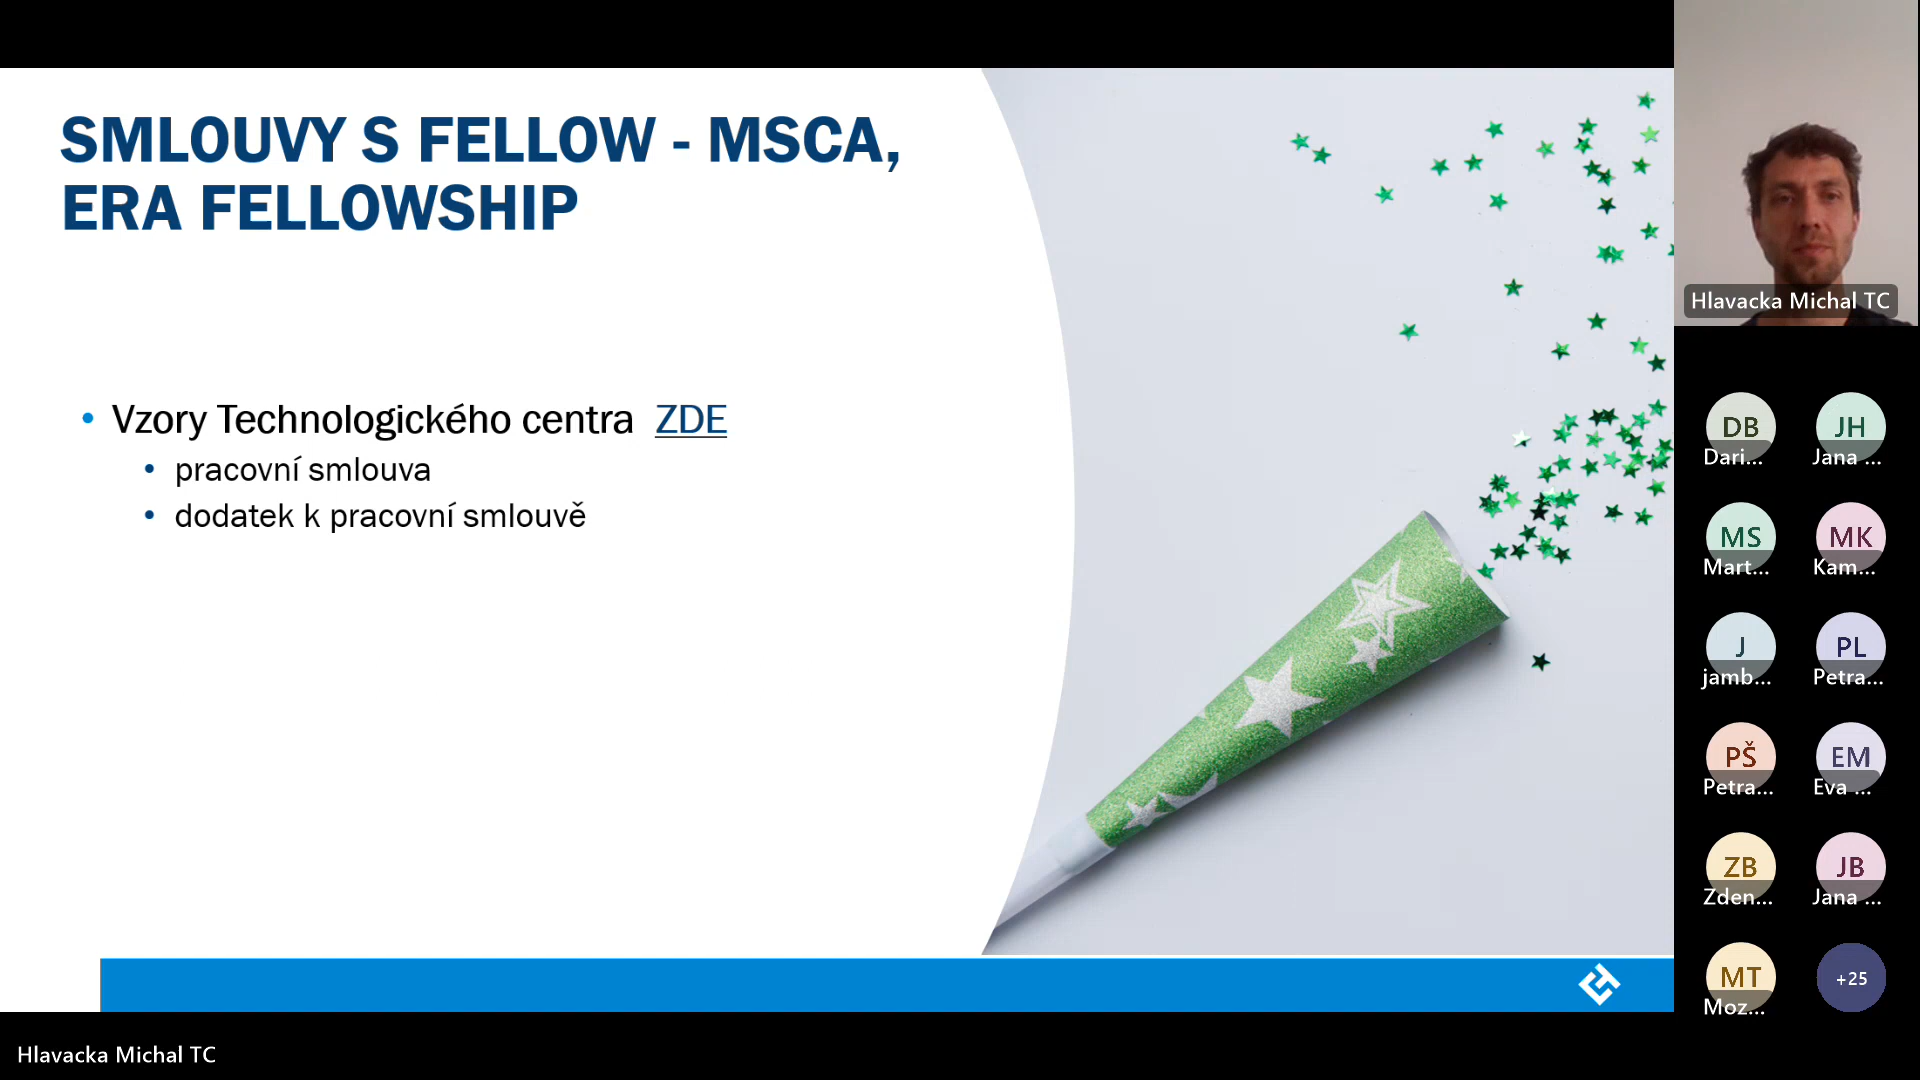 SMLOUVY S FELLOW - MSCA,
ERA FELLOWSHIP
• Vzory Technologického centra ZDE
• pracovní smlouva
• dodatek k pracovní smlouvě
Hlavacka Michal TC
DB
Dari...
JH
Jana ...
MS
Mart...
MK
Kam...
J
jamb...
PL
Petra...
PŠ
Petra...
EM
Eva ...
ZB
Zden...
JB
Jana ...
MT
Moz...
+25
Hlavacka Michal TC